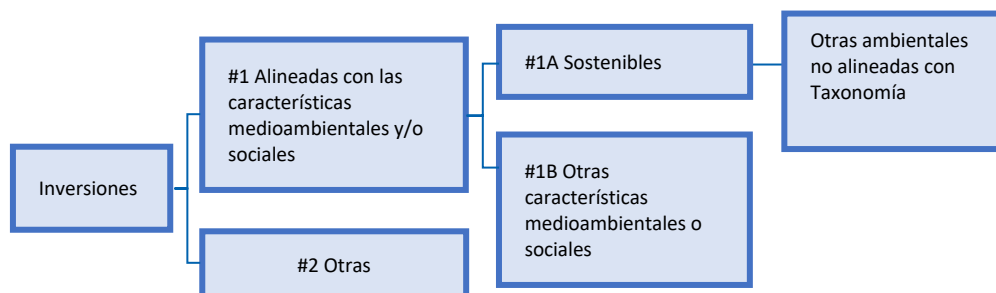 Inversiones
#1 Alineadas con las
características
medioambientales y/o
sociales
#2 Otras
#1A Sostenibles
#1B Otras
características
medioambientales o
sociales
Otras ambientales
no alineadas con
Taxonomía